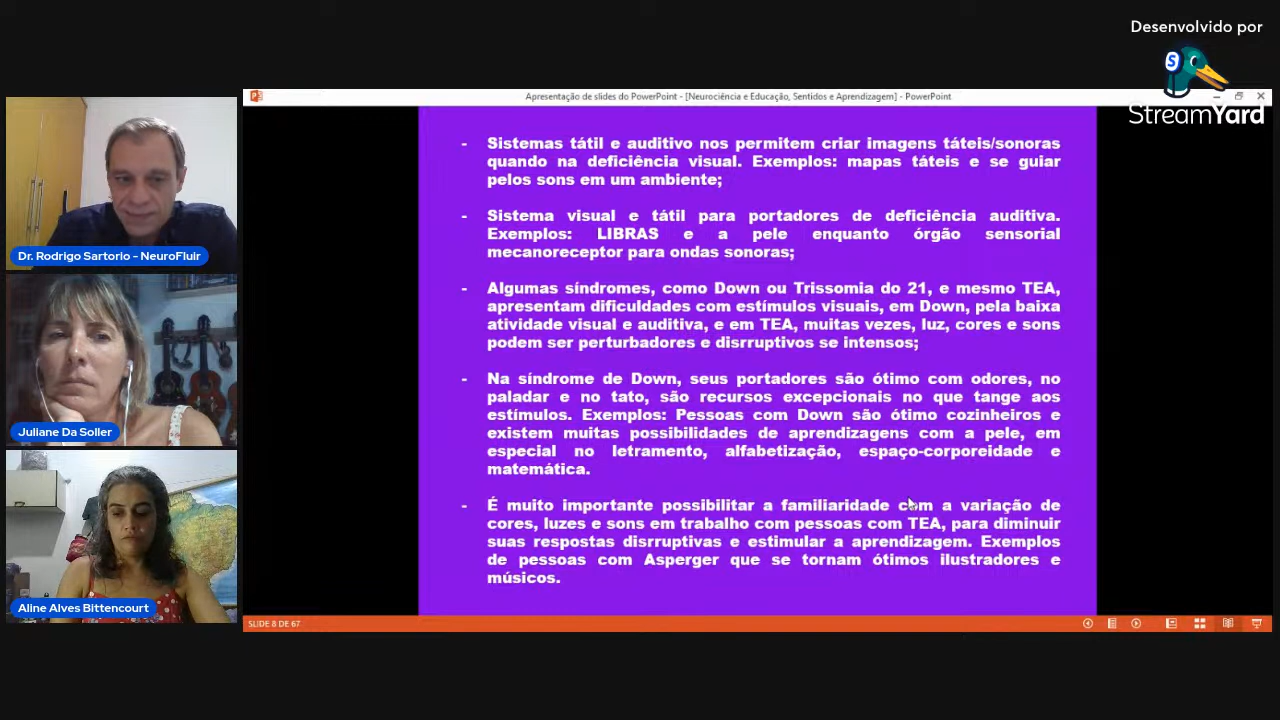 Desenvolvido por
StreamYard
Apresentação de slides do PowerPoint - [Neurociência e Educação, Sentidos e Aprendizagem] - PowerPoint
- Sistemas tátil e auditivo nos permitem criar imagens táteis/sonoras
quando na deficiência visual. Exemplos: mapas táteis e se guiar
pelos sons em um ambiente;
- Sistema visual e tátil para portadores de deficiência auditiva.
Exemplos: LIBRAS e a pele enquanto órgão sensorial
mecanoreceptor para ondas sonoras;
- Algumas síndromes, como Down ou Trissomia do 21, e mesmo TEA,
apresentam dificuldades com estímulos visuais, em Down, pela baixa
atividade visual e auditiva, e em TEA, muitas vezes, luz, cores e sons
podem ser perturbadores e disrruptivos se intensos;
- Na síndrome de Down, seus portadores são ótimo com odores, no
paladar e no tato, são recursos excepcionais no que tange aos
estímulos. Exemplos: Pessoas com Down são ótimo cozinheiros e
existem muitas possibilidades de aprendizagens com a pele, em
especial no letramento, alfabetização, espaço-corporeidade e
matemática.
- É muito importante possibilitar a familiaridade com a variação de
cores, luzes e sons em trabalho com pessoas com TEA, para diminuir
suas respostas disrruptivas e estimular a aprendizagem. Exemplos
de pessoas com Asperger que se tornam ótimos ilustradores e
músicos.
SLIDE 8 DE 67
Dr. Rodrigo Sartorio - NeuroFluir
Juliane Da Soller
Aline Alves Bittencourt